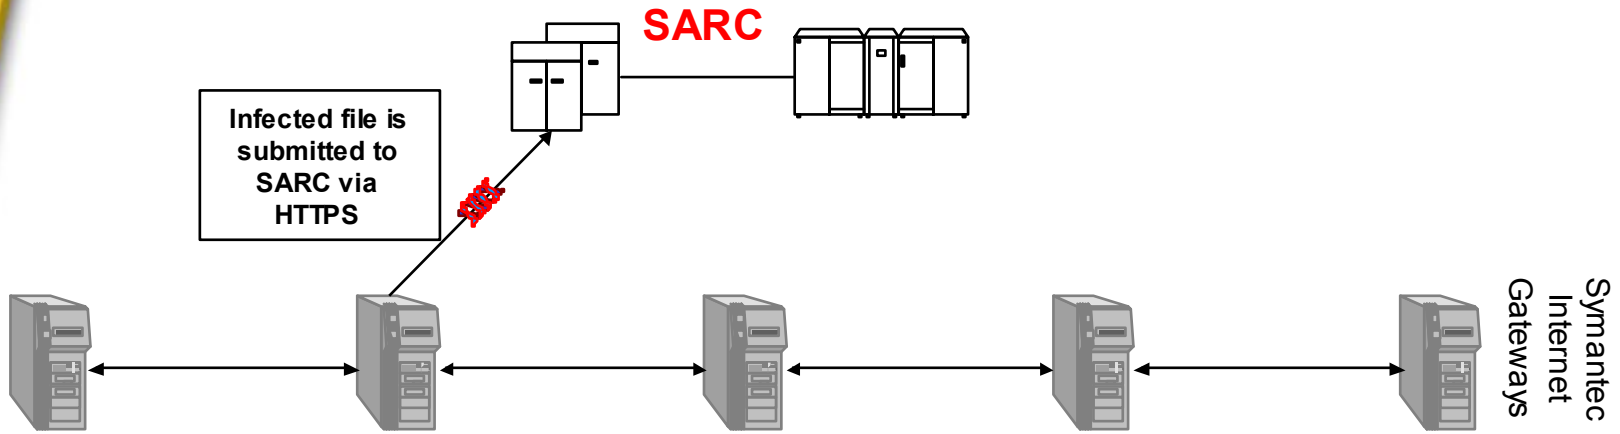 SARC
Infected file is
submitted to
SARC via
HTTPS
Symantec
Internet
Gateways